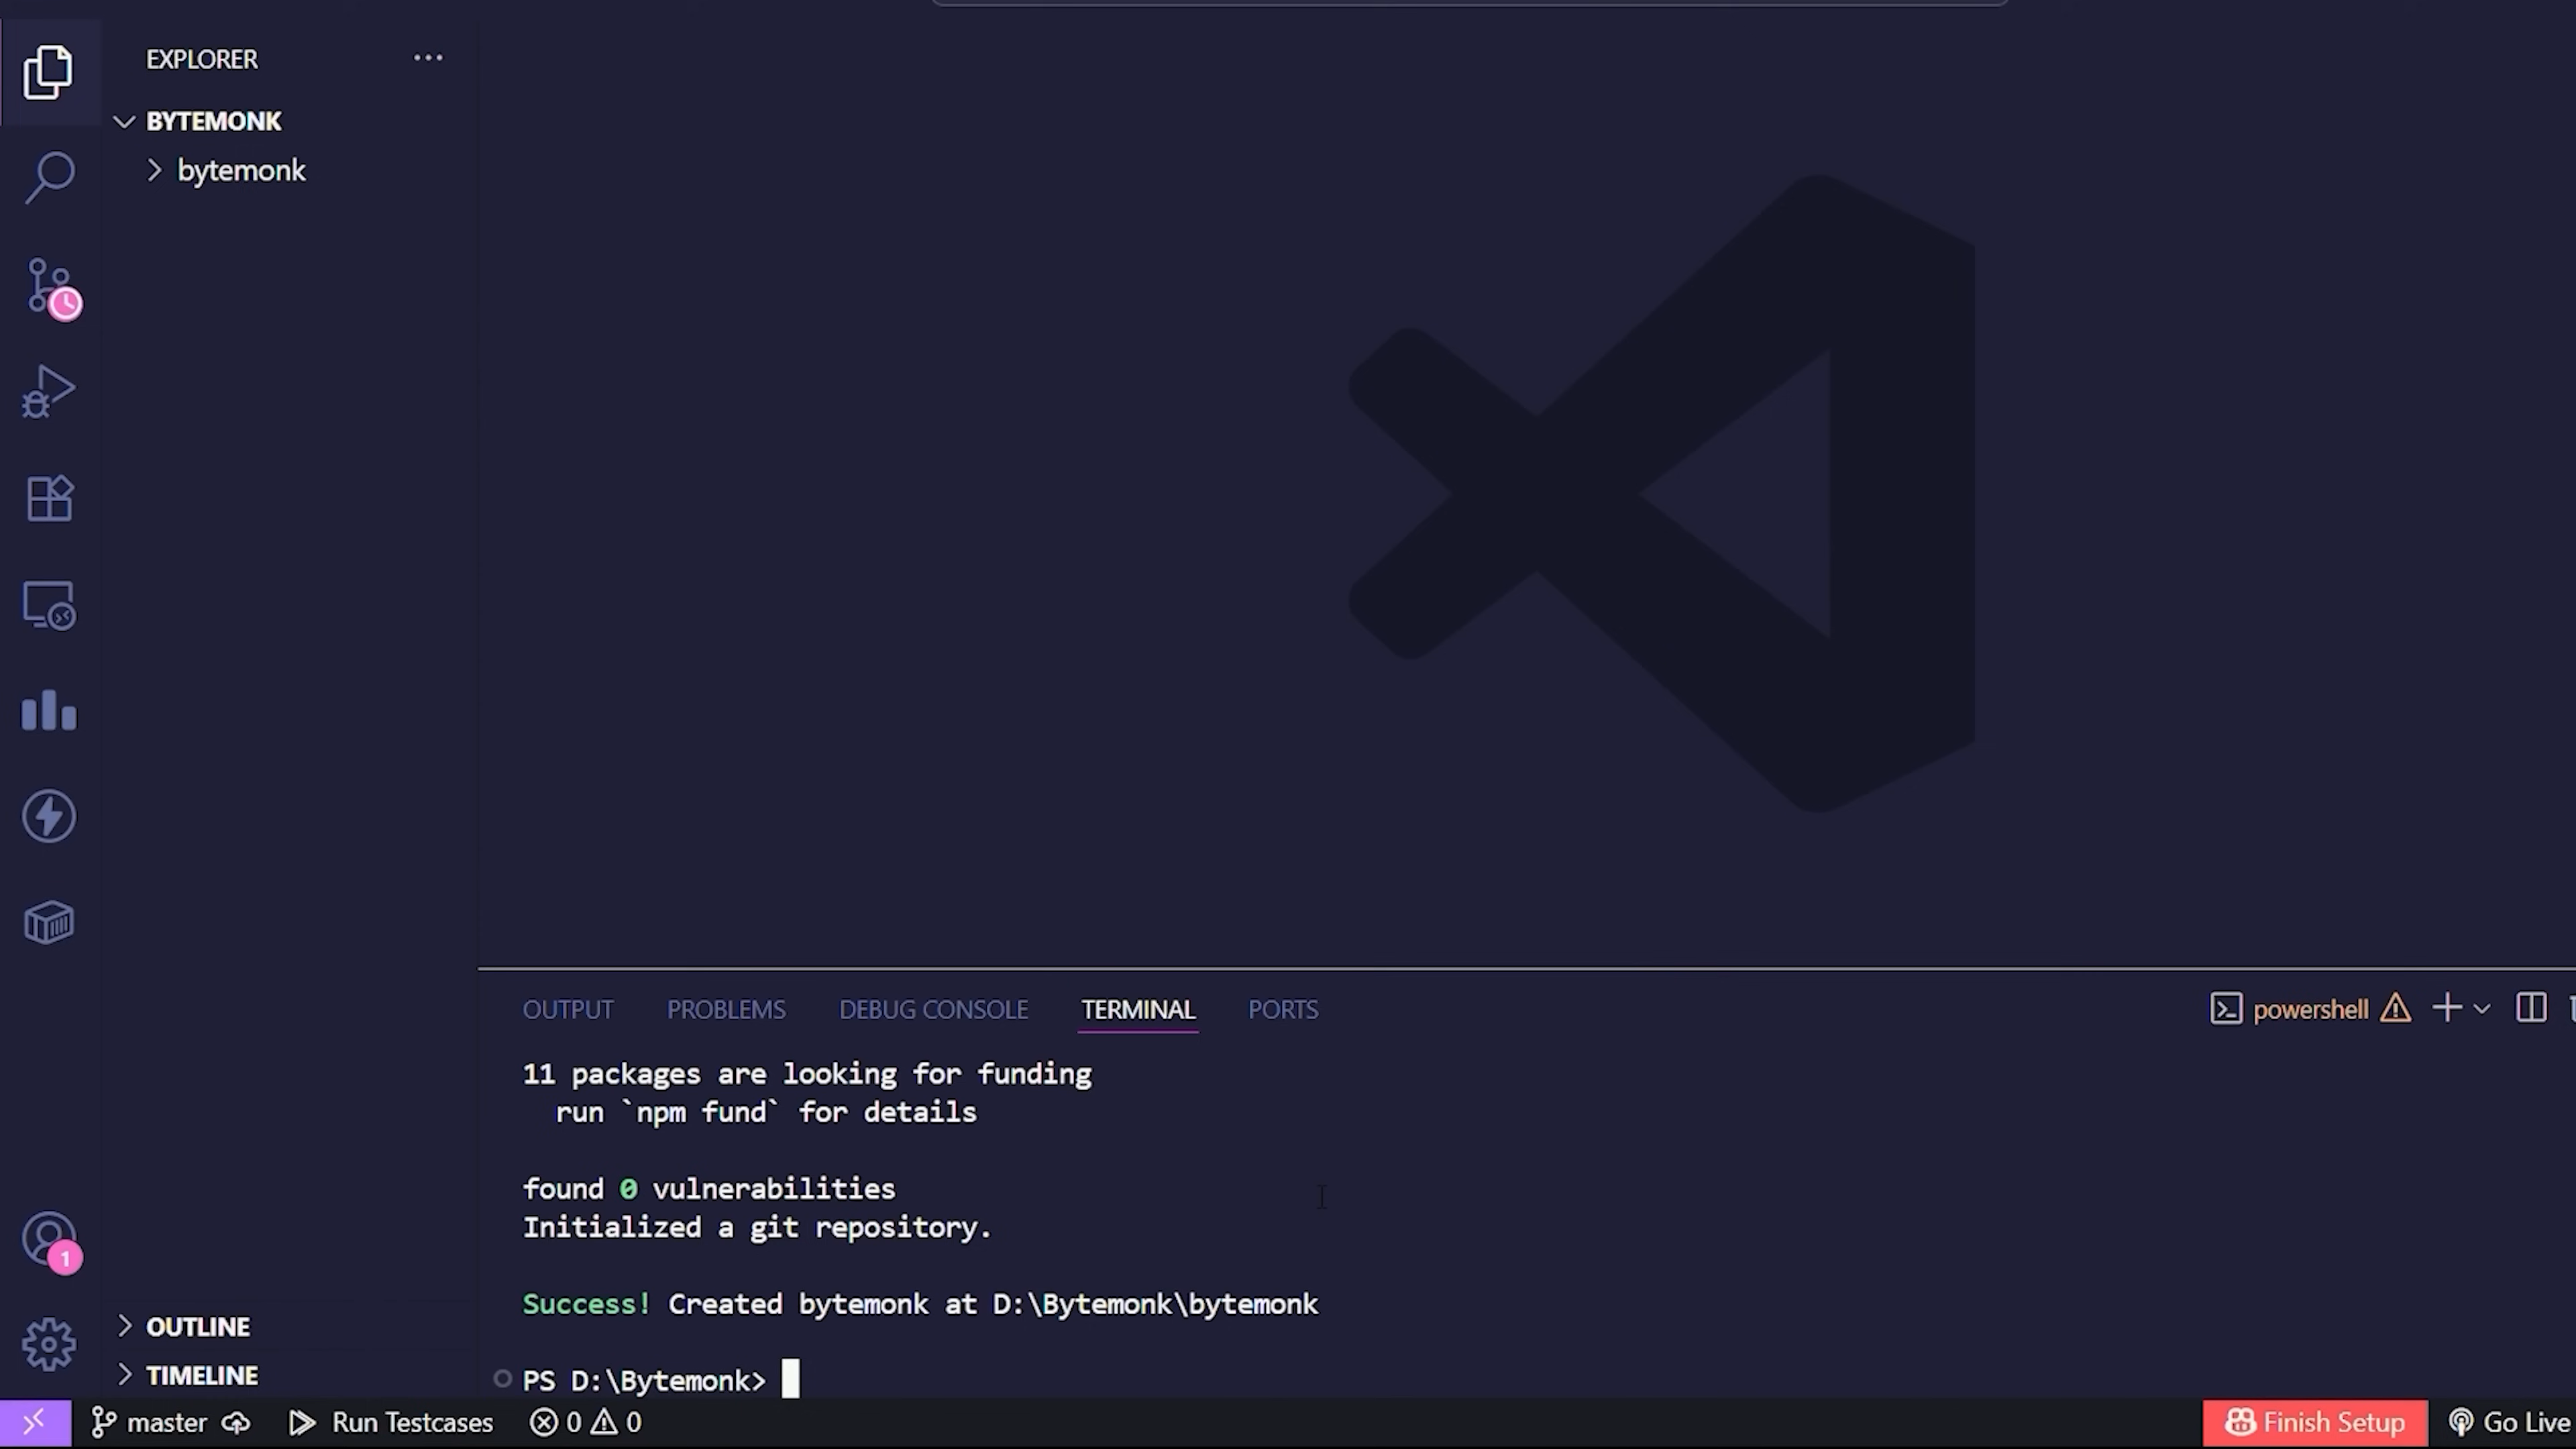 EXPLORER
BYTEMONK
bytemonk
OUTPUT PROBLEMS DEBUG CONSOLE TERMINAL PORTS
powershell
11 packages are looking for funding
run `npm fund` for details
found 0 vulnerabilities
Initialized a git repository.
Success! Created bytemonk at D:\Bytemonk\bytemonk
PS D:\Bytemonk>
1
OUTLINE
TIMELINE
master Run Testcases 0 0 Finish Setup Go Live